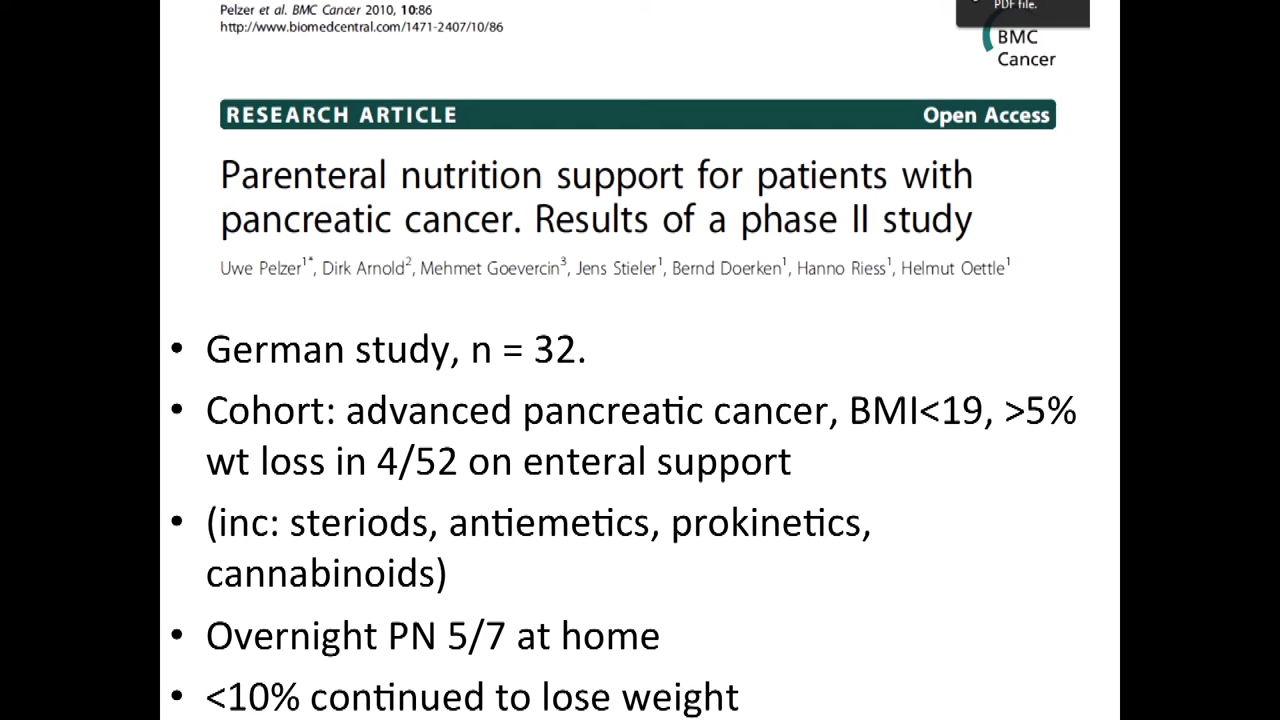 Pelzer et al. BMC Cancer 2010, 10:86
http://www.biomedcentral.com/1471-2407/10/86
PDF file.
BMC
Cancer
RESEARCH ARTICLE Open Access
Parenteral nutrition support for patients with
pancreatic cancer. Results of a phase II study
Uwe Pelzer1*, Dirk Arnold2, Mehmet Goevercin3, Jens Stieler1, Bernd Doerken1, Hanno Riess1, Helmut Oettle1
• German study, n = 32.
• Cohort: advanced pancreatic cancer, BMI<19, >5%
wt loss in 4/52 on enteral support
• (inc: steriods, antiemetics, prokinetics,
cannabinoids)
• Overnight PN 5/7 at home
• <10% continued to lose weight